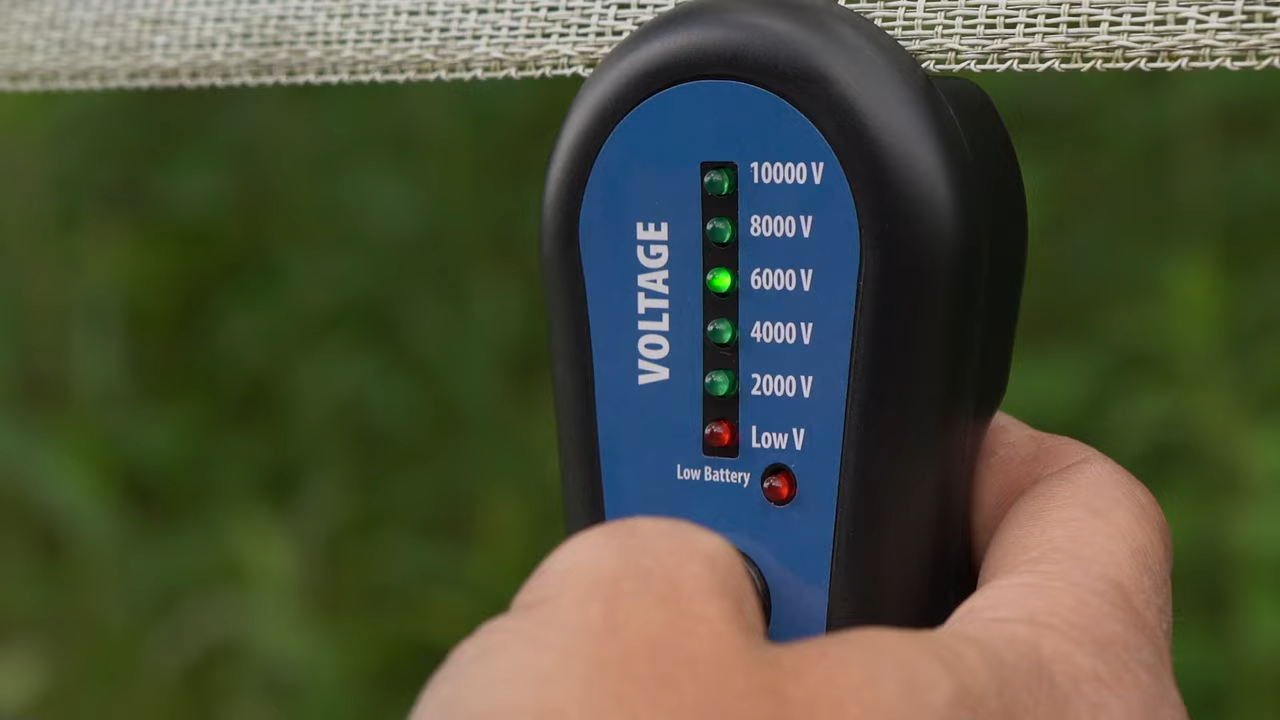 VOLTAGE
10000 V
8000 V
6000 V
4000 V
2000 V
Low V
Low Battery